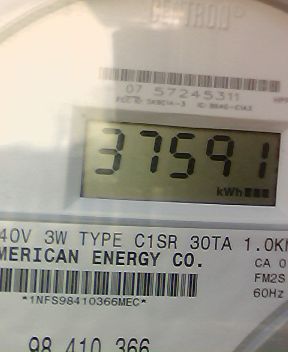 CENTRON®
07 57245311
37591
kWh
40V 3W TYPE C1SR 30TA 1.0K
MERICAN ENERGY CO.
CA 0
FM2S
*1NFS98410366MEC*
60Hz
98 410 366